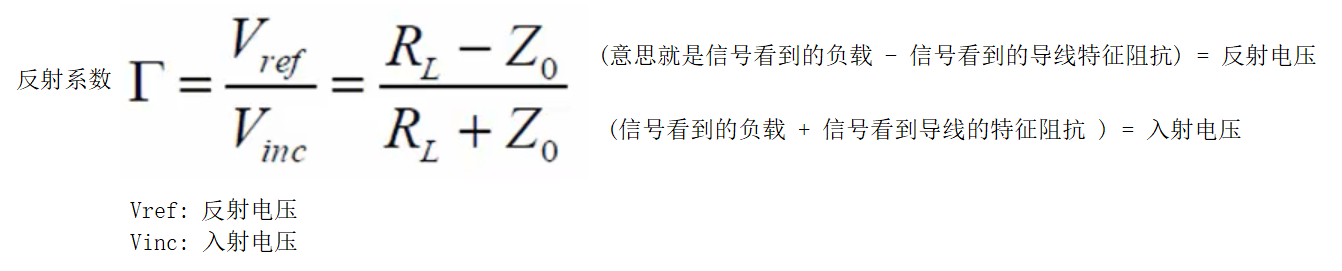 反射系数 Γ = V_ref / V_inc = (R_L − Z_0) / (R_L + Z_0)
(意思就是信号看到的负载 - 信号看到的导线特征阻抗) = 反射电压
(信号看到的负载 + 信号看到导线的特征阻抗 ) = 入射电压
Vref: 反射电压
Vinc: 入射电压